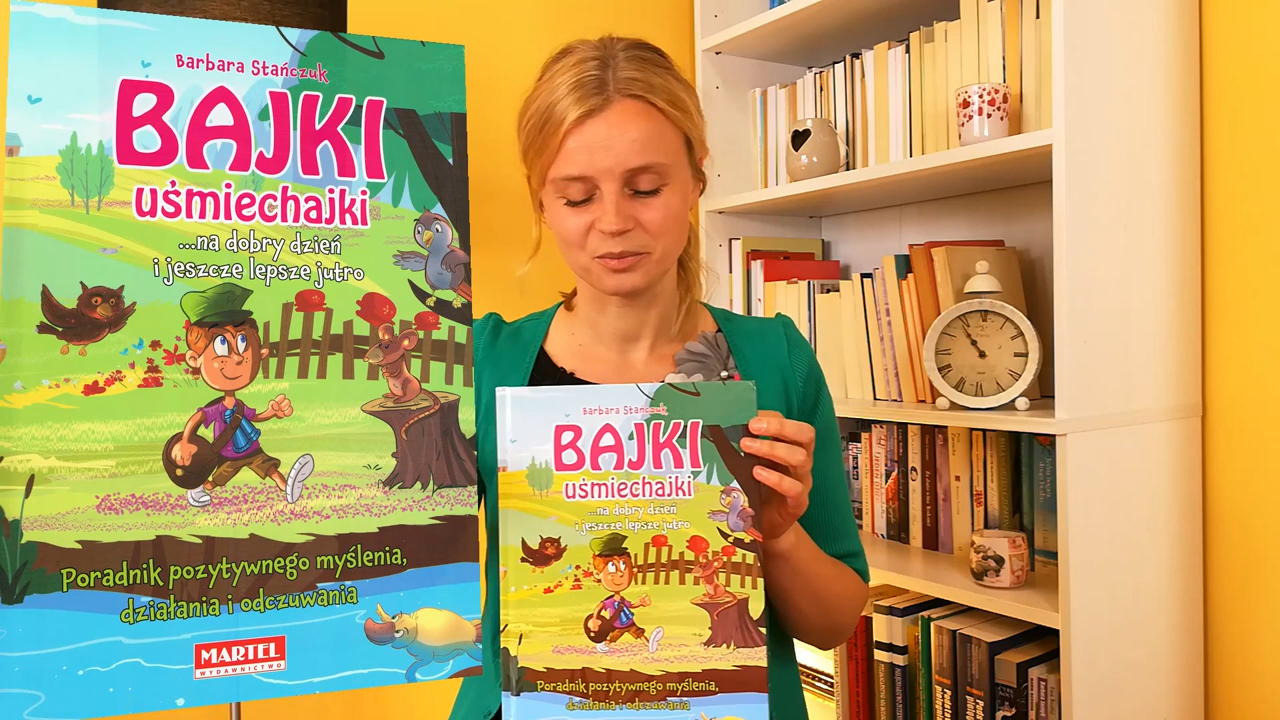 Barbara Stańczuk
BAJKI
uśmiechajki
...na dobry dzień
i jeszcze lepsze jutro
Poradnik pozytywnego myślenia,
działania i odczuwania
MARTEL
WYDAWNICTWO
Barbara Stańczuk
BAJKI
uśmiechajki
...na dobry dzień
i jeszcze lepsze jutro
Poradnik pozytywnego myślenia,
działania i odczuwania